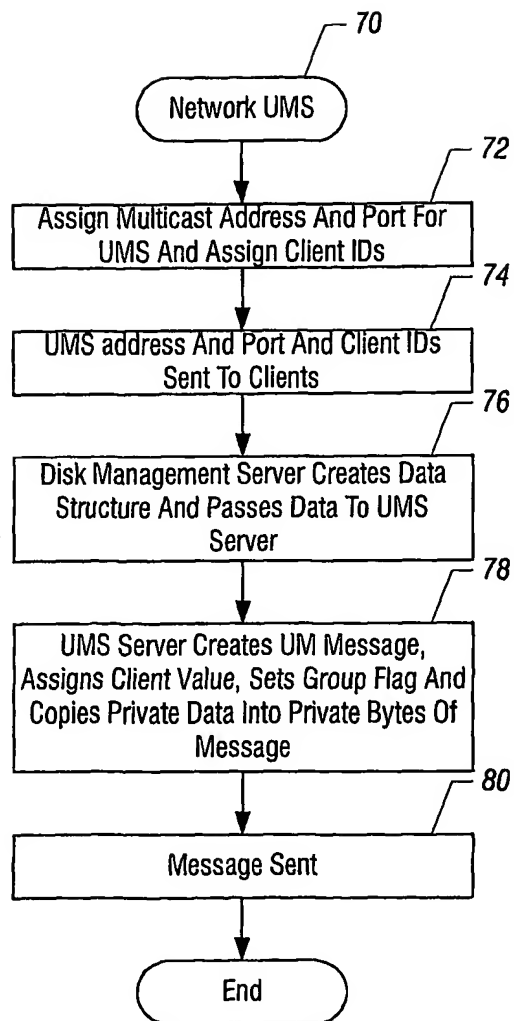 70
Network UMS
72
Assign Multicast Address And Port For
UMS And Assign Client IDs
74
UMS address And Port And Client IDs
Sent To Clients
76
Disk Management Server Creates Data
Structure And Passes Data To UMS
Server
78
UMS Server Creates UM Message,
Assigns Client Value, Sets Group Flag And
Copies Private Data Into Private Bytes Of
Message
80
Message Sent
End